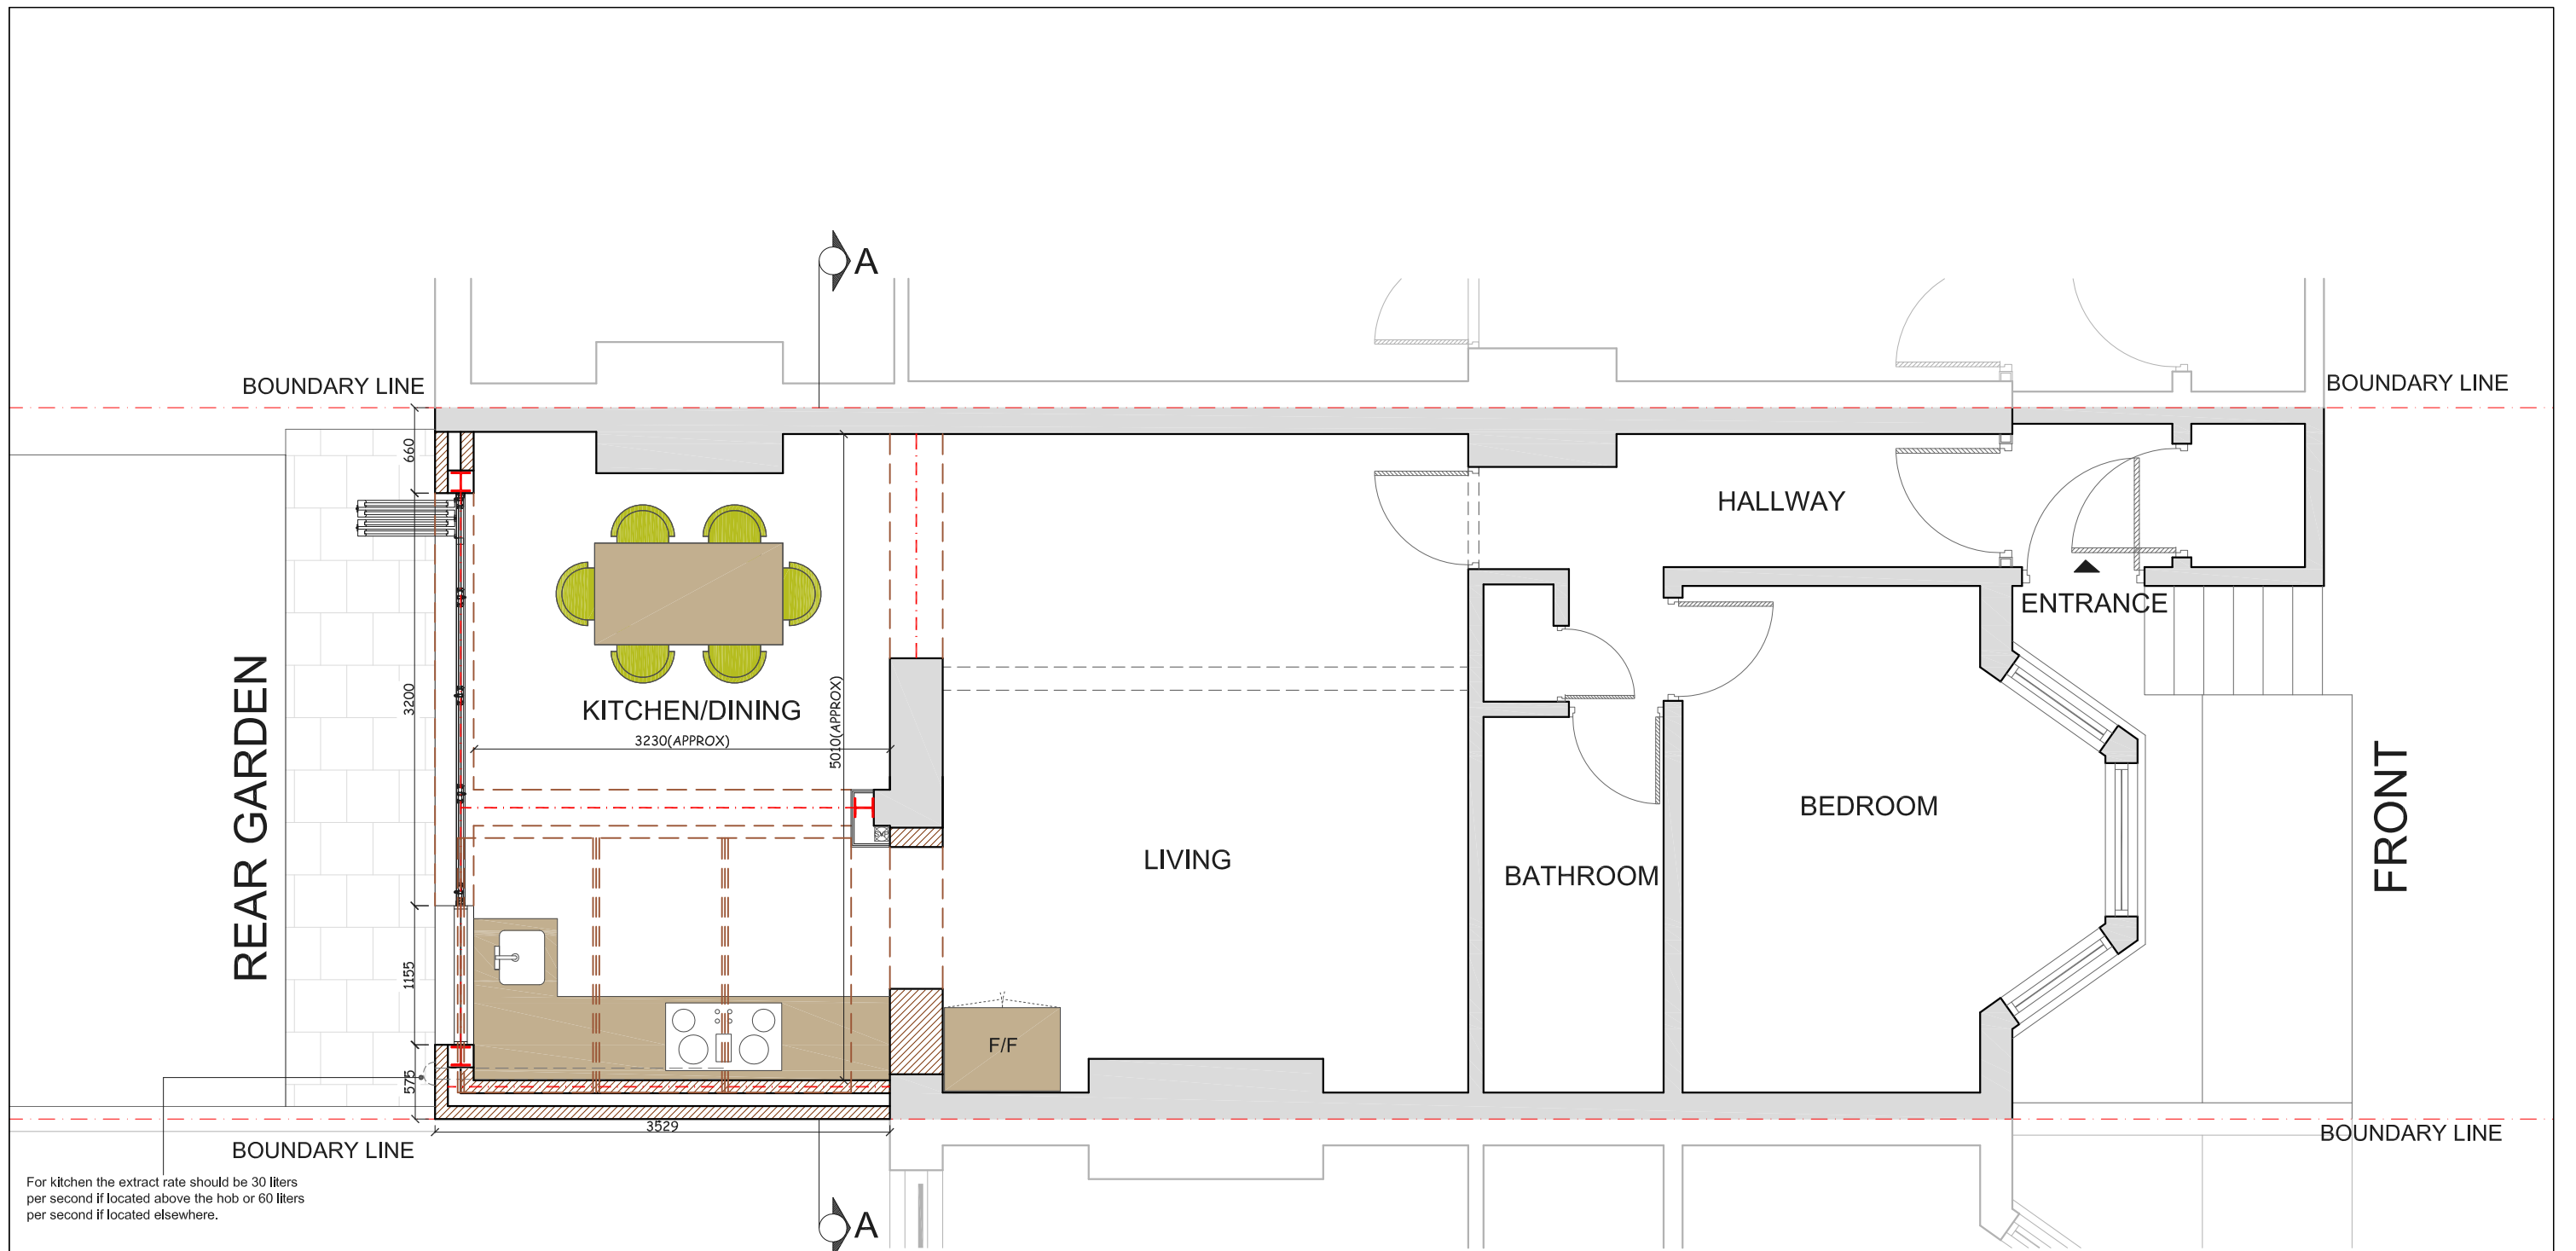 A
BOUNDARY LINE
BOUNDARY LINE
660
HALLWAY
ENTRANCE
REAR GARDEN
3200
KITCHEN/DINING
3230(APPROX)
5010(APPROX)
BEDROOM
FRONT
LIVING
BATHROOM
1155
F/F
575
3529
BOUNDARY LINE
BOUNDARY LINE
For kitchen the extract rate should be 30 liters
per second if located above the hob or 60 liters
per second if located elsewhere.
A